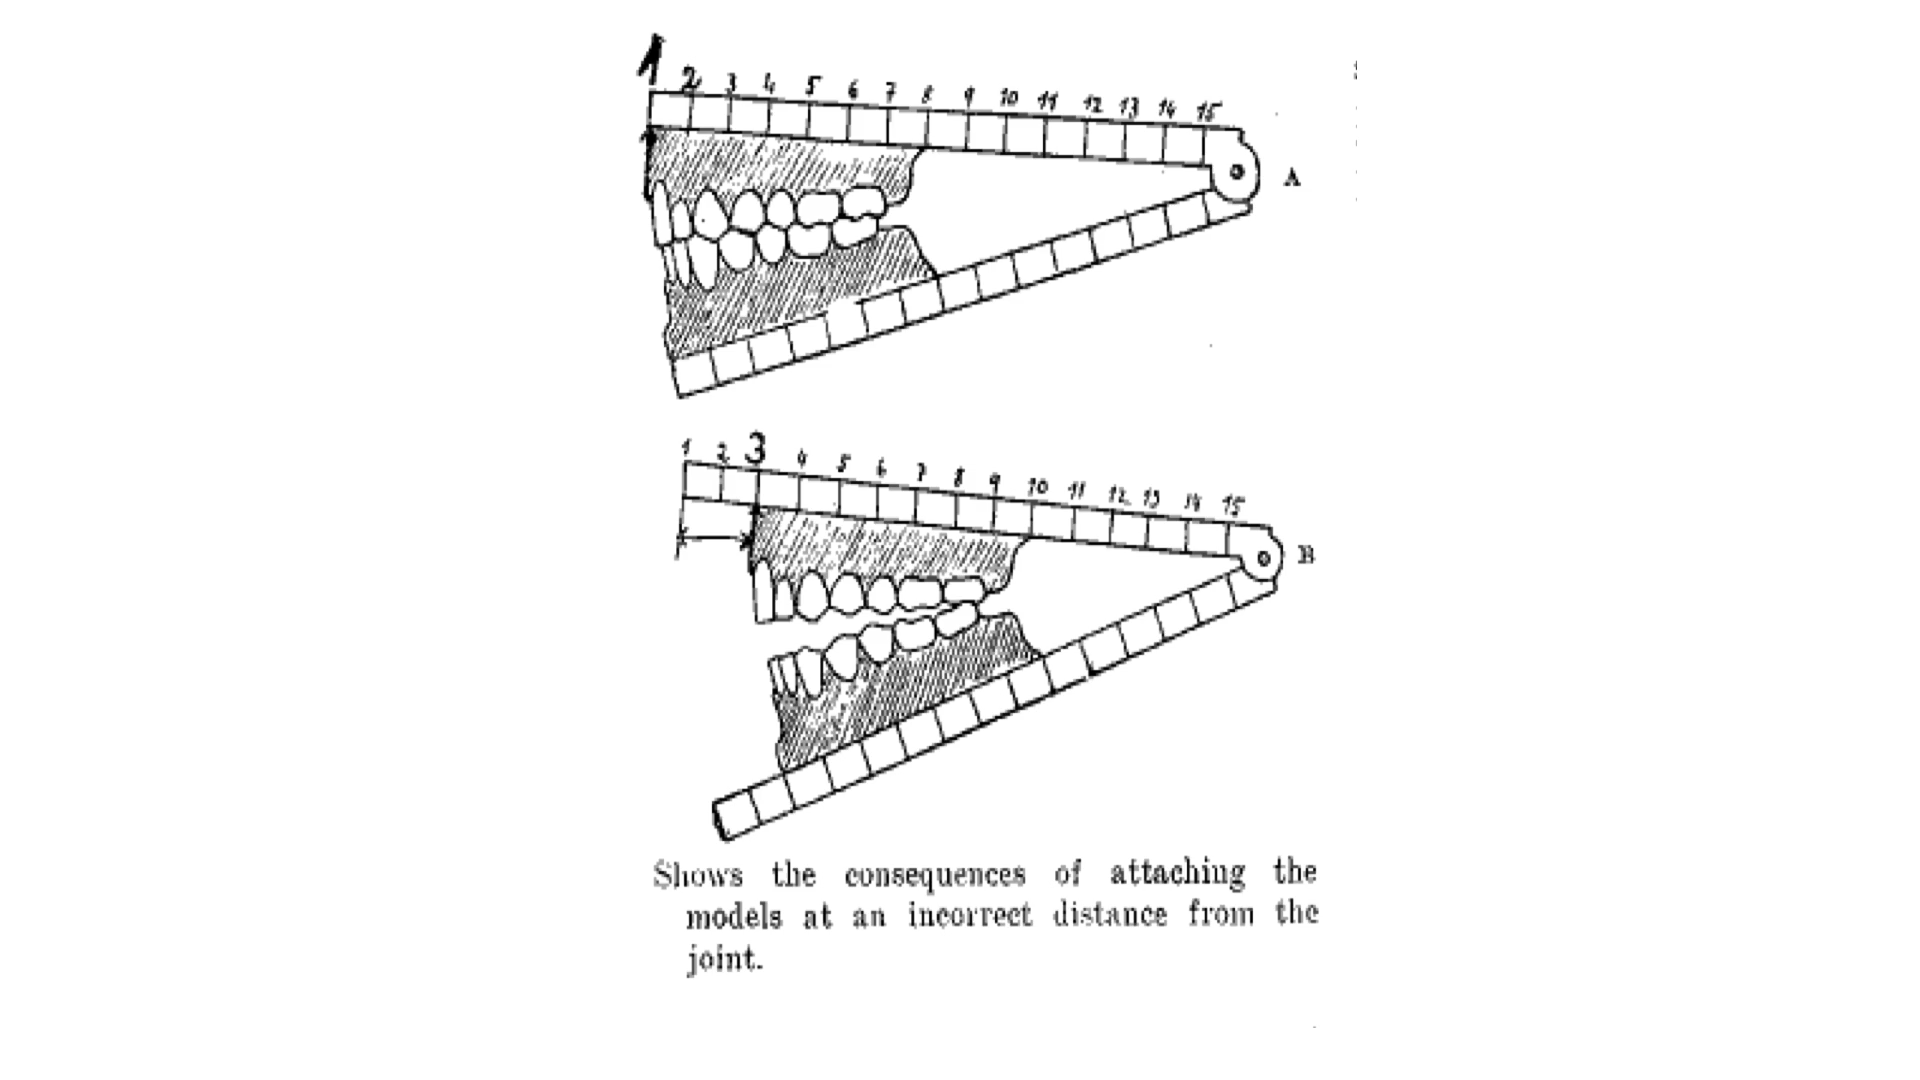 1 2 3 4 5 6 7 8 9 10 11 12 13 14 15
A
1 2 3 4 5 6 7 8 9 10 11 12 13 14 15
B
Shows the consequences of attaching the
models at an incorrect distance from the
joint.